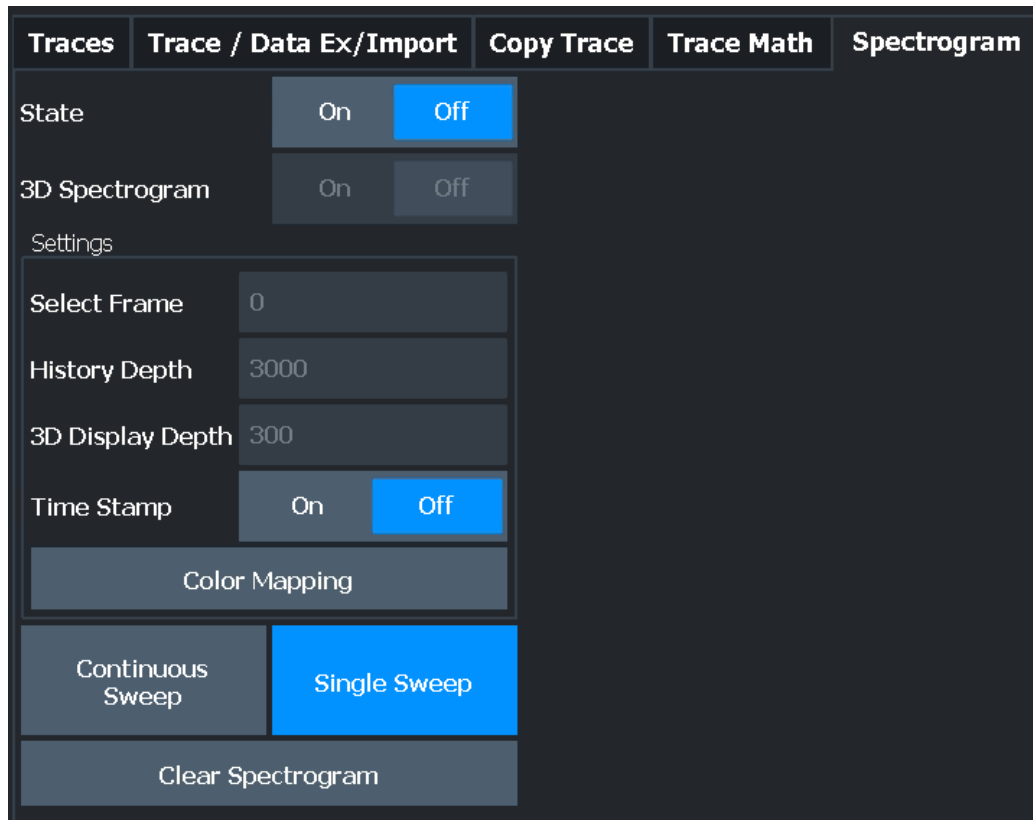 Traces Trace / Data Ex/Import Copy Trace Trace Math Spectrogram
State On Off
3D Spectrogram On Off
Settings
Select Frame 0
History Depth 3000
3D Display Depth 300
Time Stamp On Off
Color Mapping
Continuous
Sweep
Single Sweep
Clear Spectrogram